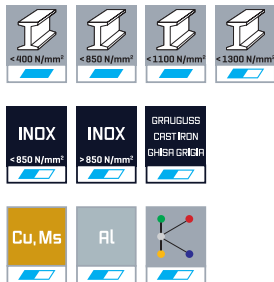 <400 N/mm² <850 N/mm² <1100 N/mm² <1300 N/mm²
INOX
<850 N/mm²
INOX
>850 N/mm²
GRAUGUSS
CAST IRON
GHISA GRIGIA
Cu, Ms
Al